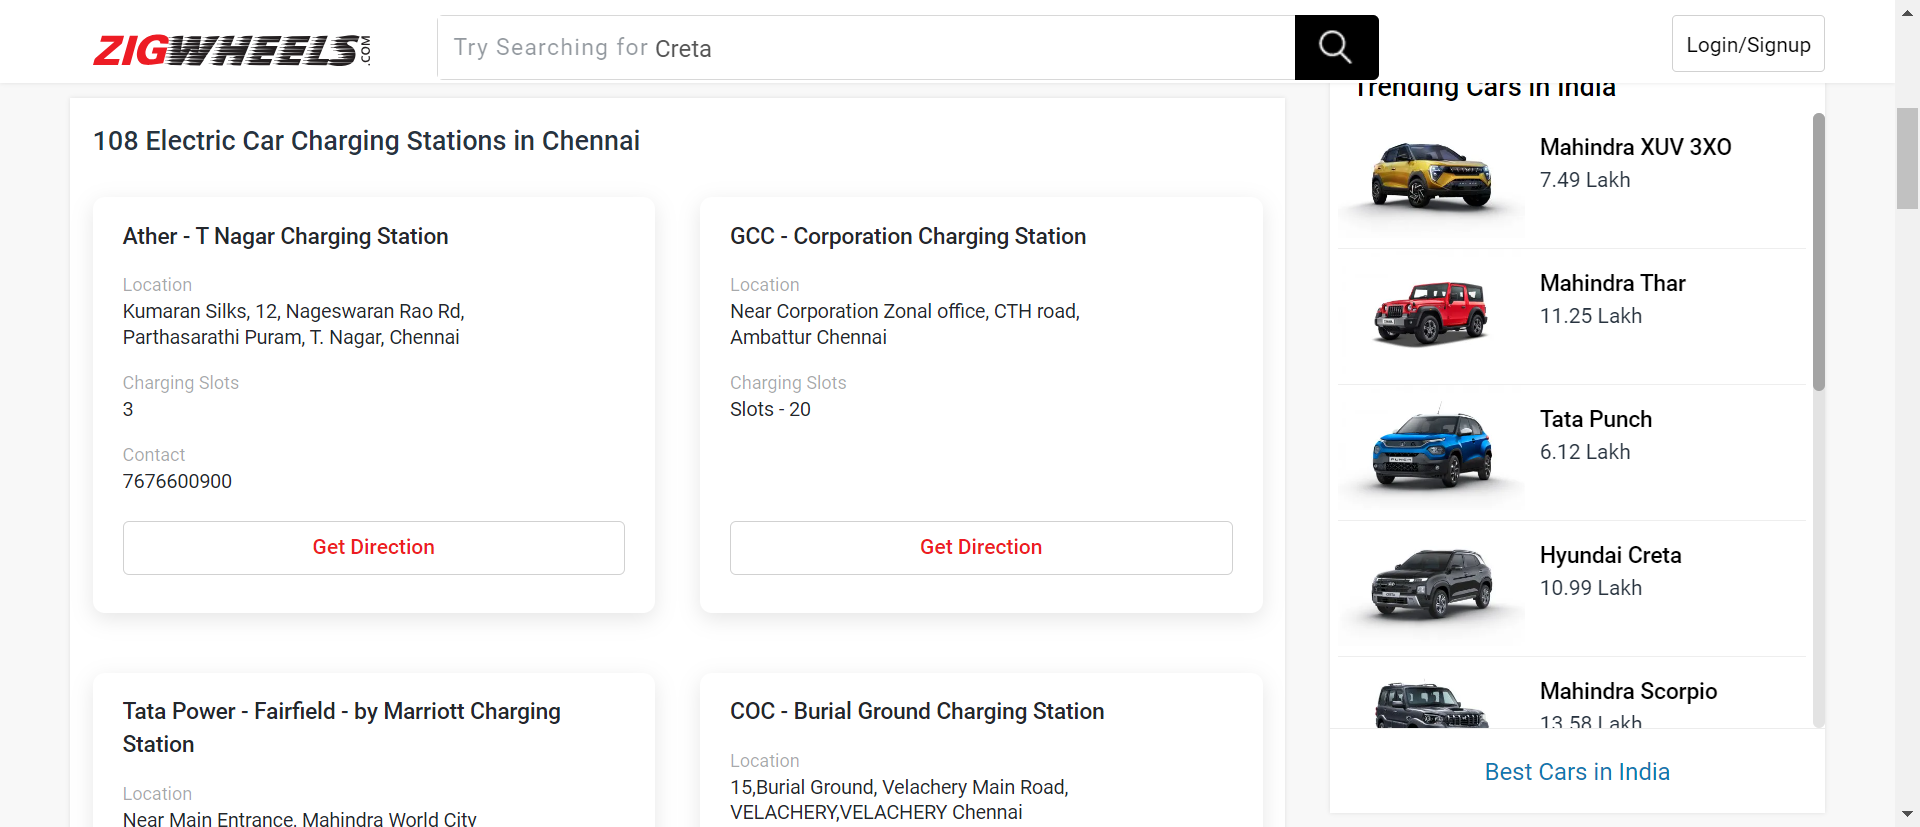 ZIGWHEELS.COM
Try Searching for Creta
Login/Signup
108 Electric Car Charging Stations in Chennai
Ather - T Nagar Charging Station
Location
Kumaran Silks, 12, Nageswaran Rao Rd,
Parthasarathi Puram, T. Nagar, Chennai
Charging Slots
3
Contact
7676600900
Get Direction
GCC - Corporation Charging Station
Location
Near Corporation Zonal office, CTH road,
Ambattur Chennai
Charging Slots
Slots - 20
Get Direction
Tata Power - Fairfield - by Marriott Charging
Station
Location
Near Main Entrance, Mahindra World City
COC - Burial Ground Charging Station
Location
15,Burial Ground, Velachery Main Road,
VELACHERY,VELACHERY Chennai
Trending Cars in India
Mahindra XUV 3XO
7.49 Lakh
Mahindra Thar
11.25 Lakh
Tata Punch
6.12 Lakh
Hyundai Creta
10.99 Lakh
Mahindra Scorpio
13.58 Lakh
Best Cars in India